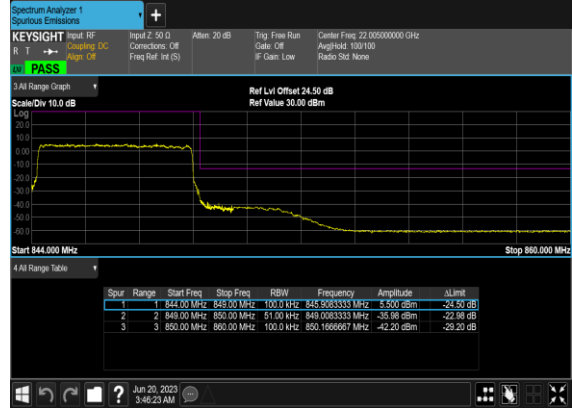 Spectrum Analyzer 1
Spurious Emissions
+
KEYSIGHT Input: RF Input Z: 50 Ω Atten: 20 dB Trig: Free Run Center Freq: 22.005000000 GHz
R T Coupling: DC Corrections: Off Gate: Off Avg|Hold: 100/100
Align: Off Freq Ref: Int (S) IF Gain: Low Radio Std: None
PASS
3 All Range Graph
Ref Lvl Offset 24.50 dB
Scale/Div 10.0 dB Ref Value 30.00 dBm
Log
20.0
10.0
0.00
-10.0
-20.0
-30.0
-40.0
-50.0
-60.0
Start 844.000 MHz Stop 860.000 MHz
4 All Range Table
Spur Range Start Freq Stop Freq RBW Frequency Amplitude ΔLimit
1 1 844.00 MHz 849.00 MHz 100.0 kHz 845.9083333 MHz 5.500 dBm -24.50 dB
2 2 849.00 MHz 850.00 MHz 51.00 kHz 849.0083333 MHz -35.98 dBm -22.98 dB
3 3 850.00 MHz 860.00 MHz 100.0 kHz 850.1666667 MHz -42.20 dBm -29.20 dB
? Jun 20, 2023
3:46:23 AM